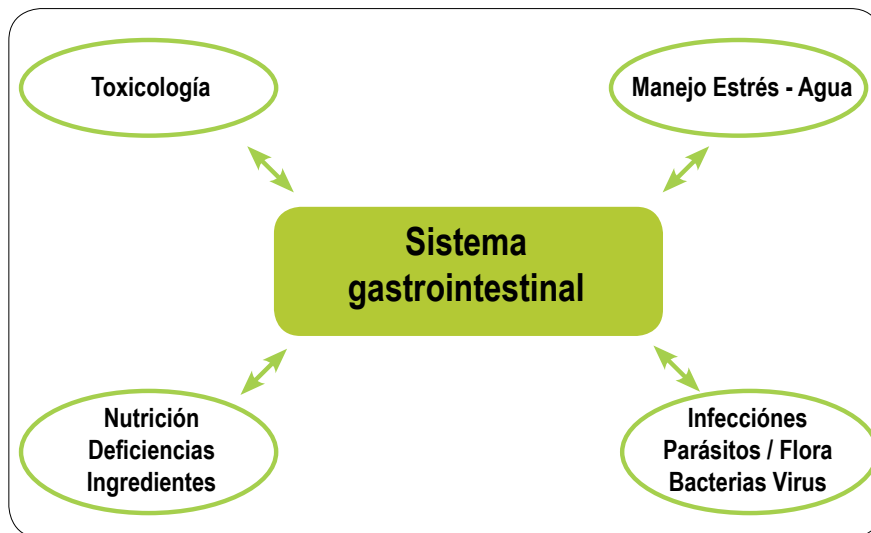 Toxicología
Manejo Estrés - Agua
Sistema
gastrointestinal
Nutrición
Deficiencias
Ingredientes
Infecciónes
Parásitos / Flora
Bacterias Virus